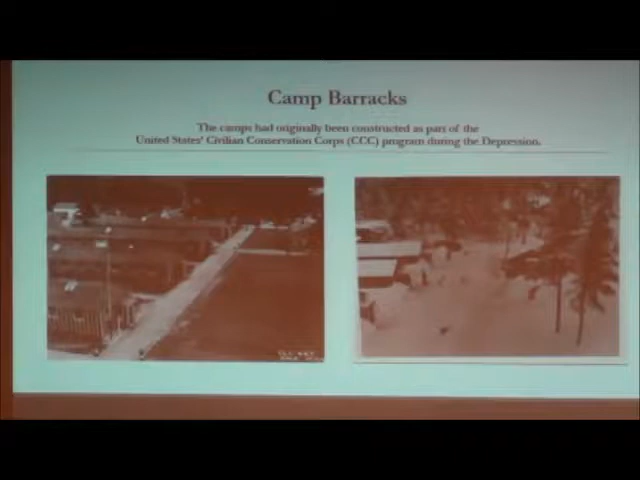 Camp Barracks
The camps had originally been constructed as part of the
United States' Civilian Conservation Corps (CCC) program during the Depression.